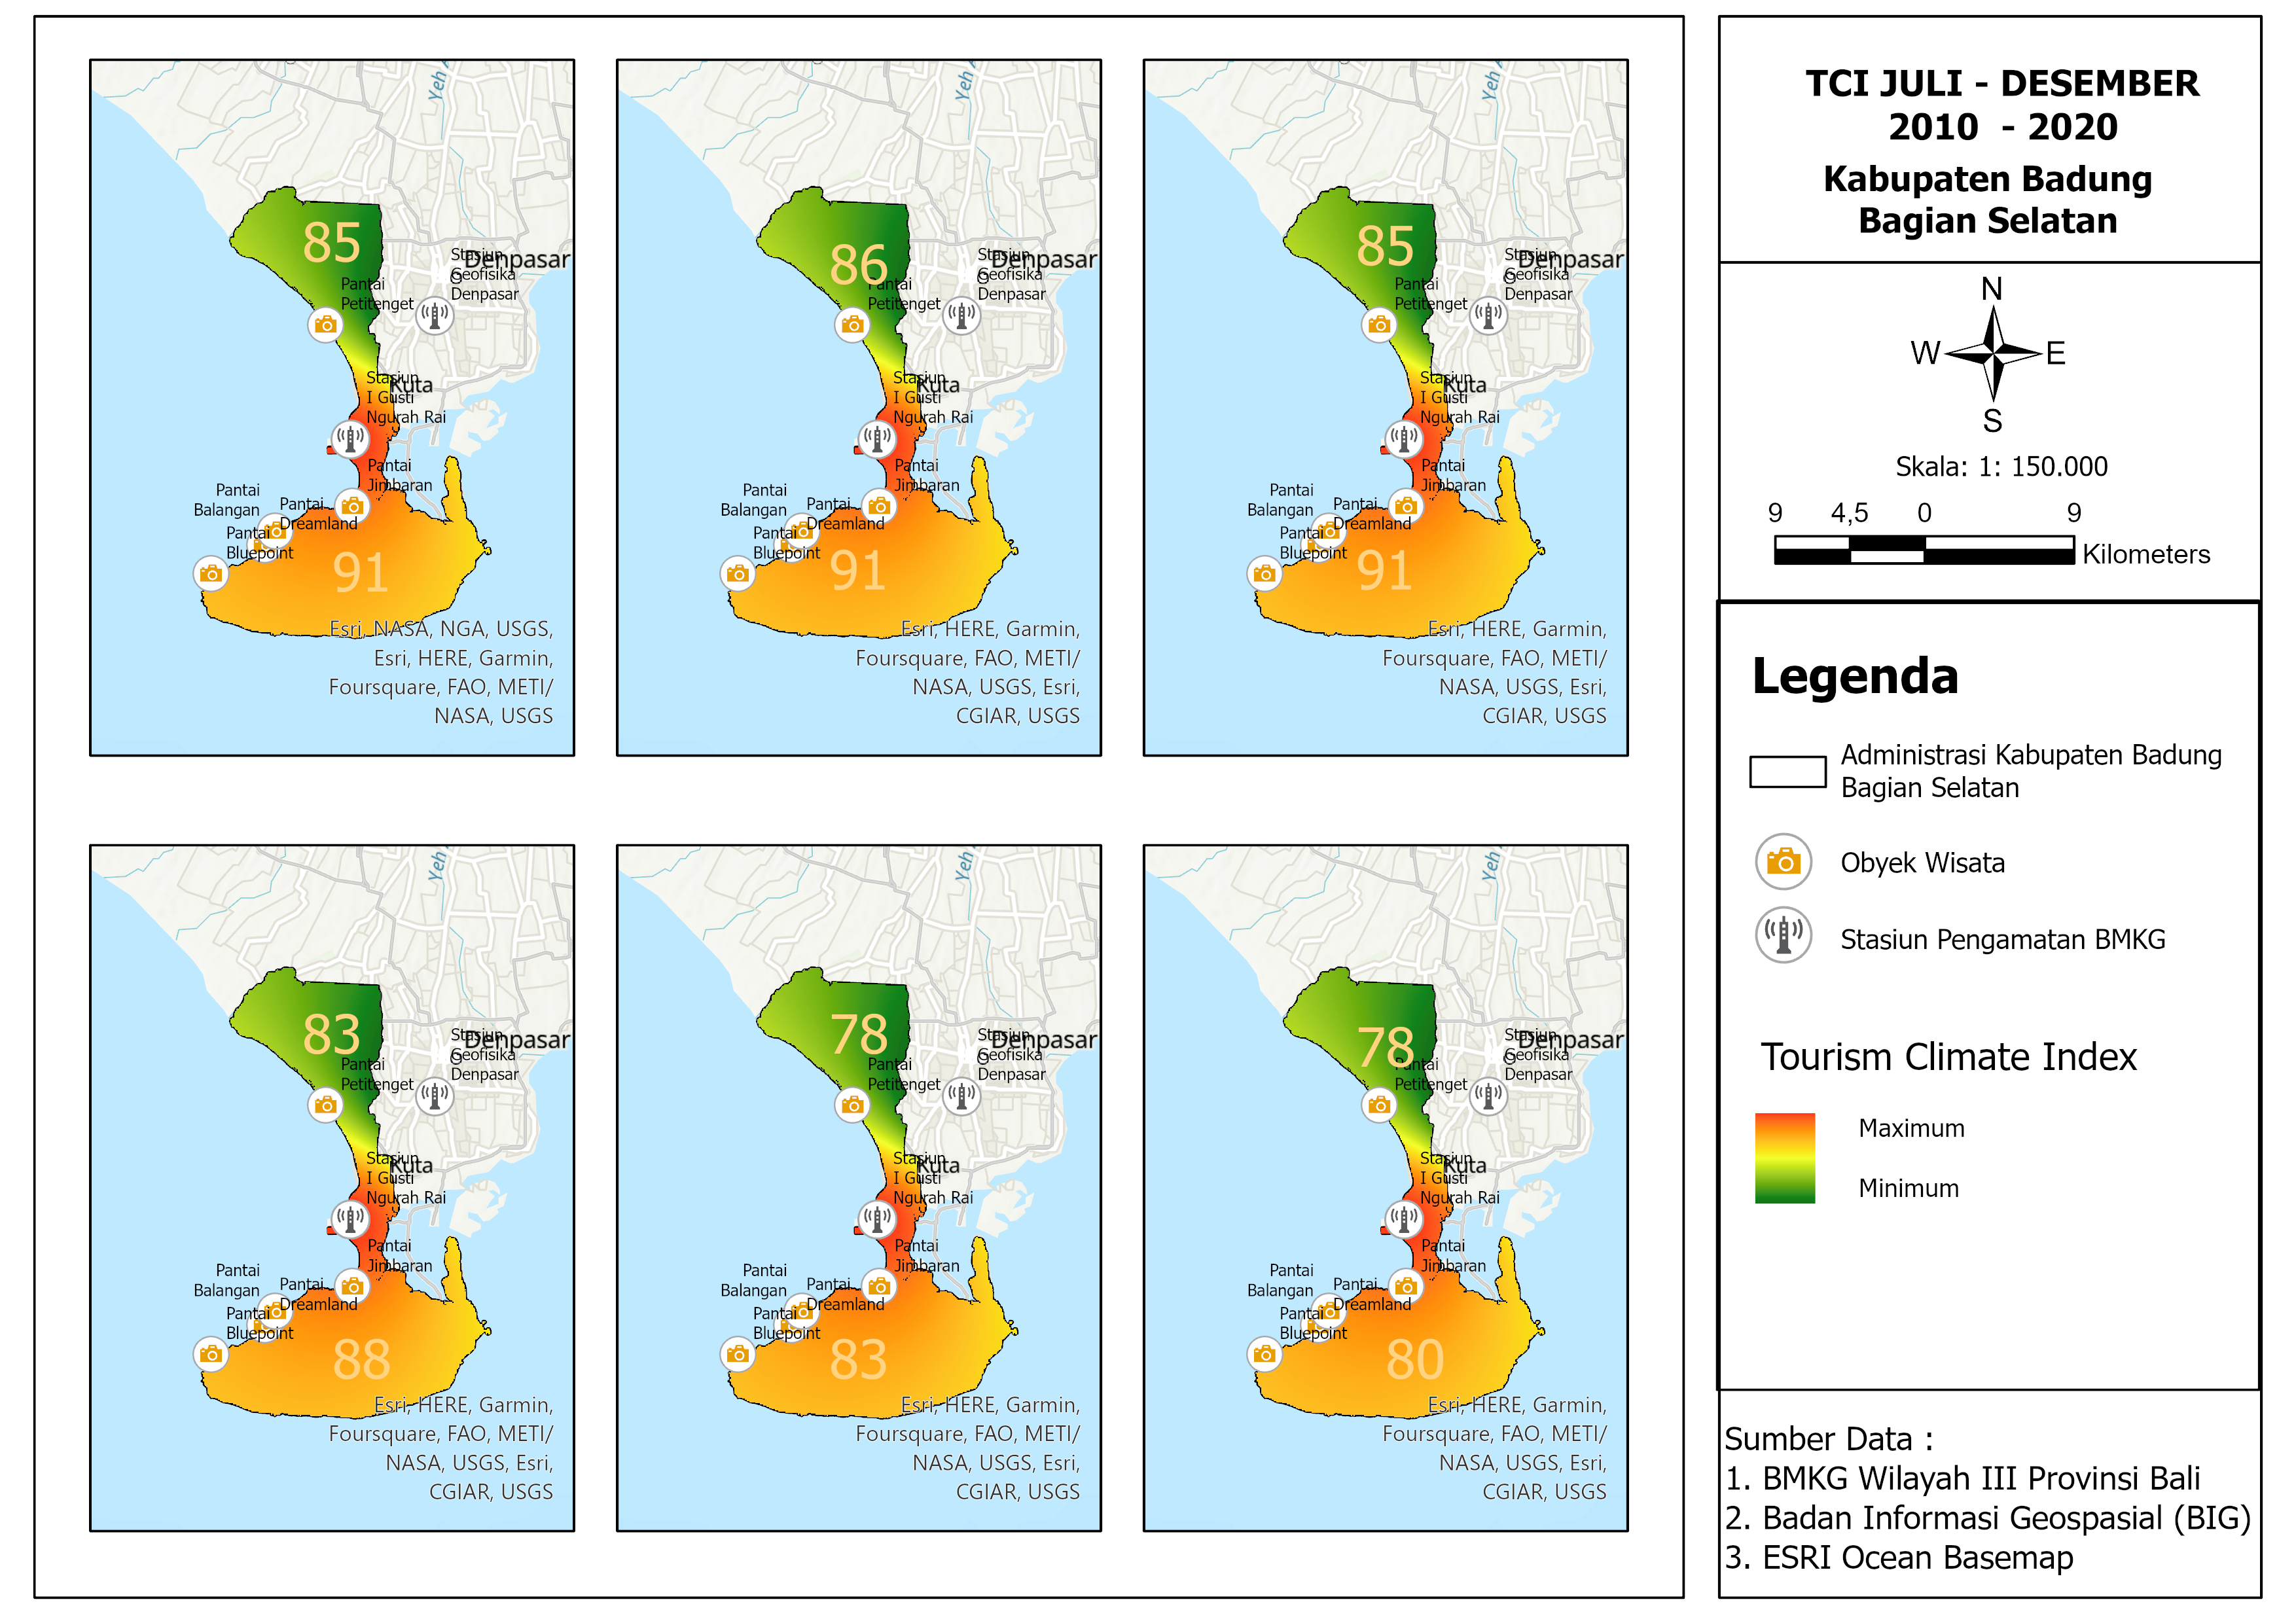 Yeh
85
Stasiun
Geofisika
Denpasar
Denpasar
Pantai
Petitenget
Stasiun
I Gusti
Ngurah Rai
Kuta
Pantai
Jimbaran
Pantai
Balangan
Pantai
Dreamland
Pantai
Bluepoint
91
Esri, NASA, NGA, USGS,
Esri, HERE, Garmin,
Foursquare, FAO, METI/
NASA, USGS
Yeh
86
Stasiun
Geofisika
Denpasar
Denpasar
Pantai
Petitenget
Stasiun
I Gusti
Ngurah Rai
Kuta
Pantai
Jimbaran
Pantai
Balangan
Pantai
Dreamland
Pantai
Bluepoint
91
Esri, HERE, Garmin,
Foursquare, FAO, METI/
NASA, USGS, Esri,
CGIAR, USGS
Yeh
85
Stasiun
Geofisika
Denpasar
Denpasar
Pantai
Petitenget
Stasiun
I Gusti
Ngurah Rai
Kuta
Pantai
Jimbaran
Pantai
Balangan
Pantai
Dreamland
Pantai
Bluepoint
91
Esri, HERE, Garmin,
Foursquare, FAO, METI/
NASA, USGS, Esri,
CGIAR, USGS
Yeh
83
Stasiun
Geofisika
Denpasar
Denpasar
Pantai
Petitenget
Stasiun
I Gusti
Ngurah Rai
Kuta
Pantai
Jimbaran
Pantai
Balangan
Pantai
Dreamland
Pantai
Bluepoint
88
Esri, HERE, Garmin,
Foursquare, FAO, METI/
NASA, USGS, Esri,
CGIAR, USGS
Yeh
78
Stasiun
Geofisika
Denpasar
Denpasar
Pantai
Petitenget
Stasiun
I Gusti
Ngurah Rai
Kuta
Pantai
Jimbaran
Pantai
Balangan
Pantai
Dreamland
Pantai
Bluepoint
83
Esri, HERE, Garmin,
Foursquare, FAO, METI/
NASA, USGS, Esri,
CGIAR, USGS
Yeh
78
Stasiun
Geofisika
Denpasar
Denpasar
Pantai
Petitenget
Stasiun
I Gusti
Ngurah Rai
Kuta
Pantai
Jimbaran
Pantai
Balangan
Pantai
Dreamland
Pantai
Bluepoint
80
Esri, HERE, Garmin,
Foursquare, FAO, METI/
NASA, USGS, Esri,
CGIAR, USGS
TCI JULI - DESEMBER
2010 - 2020
Kabupaten Badung
Bagian Selatan
N
W E
S
Skala: 1: 150.000
9 4,5 0 9
Kilometers
Legenda
Administrasi Kabupaten Badung
Bagian Selatan
Obyek Wisata
Stasiun Pengamatan BMKG
Tourism Climate Index
Maximum
Minimum
Sumber Data :
1. BMKG Wilayah III Provinsi Bali
2. Badan Informasi Geospasial (BIG)
3. ESRI Ocean Basemap